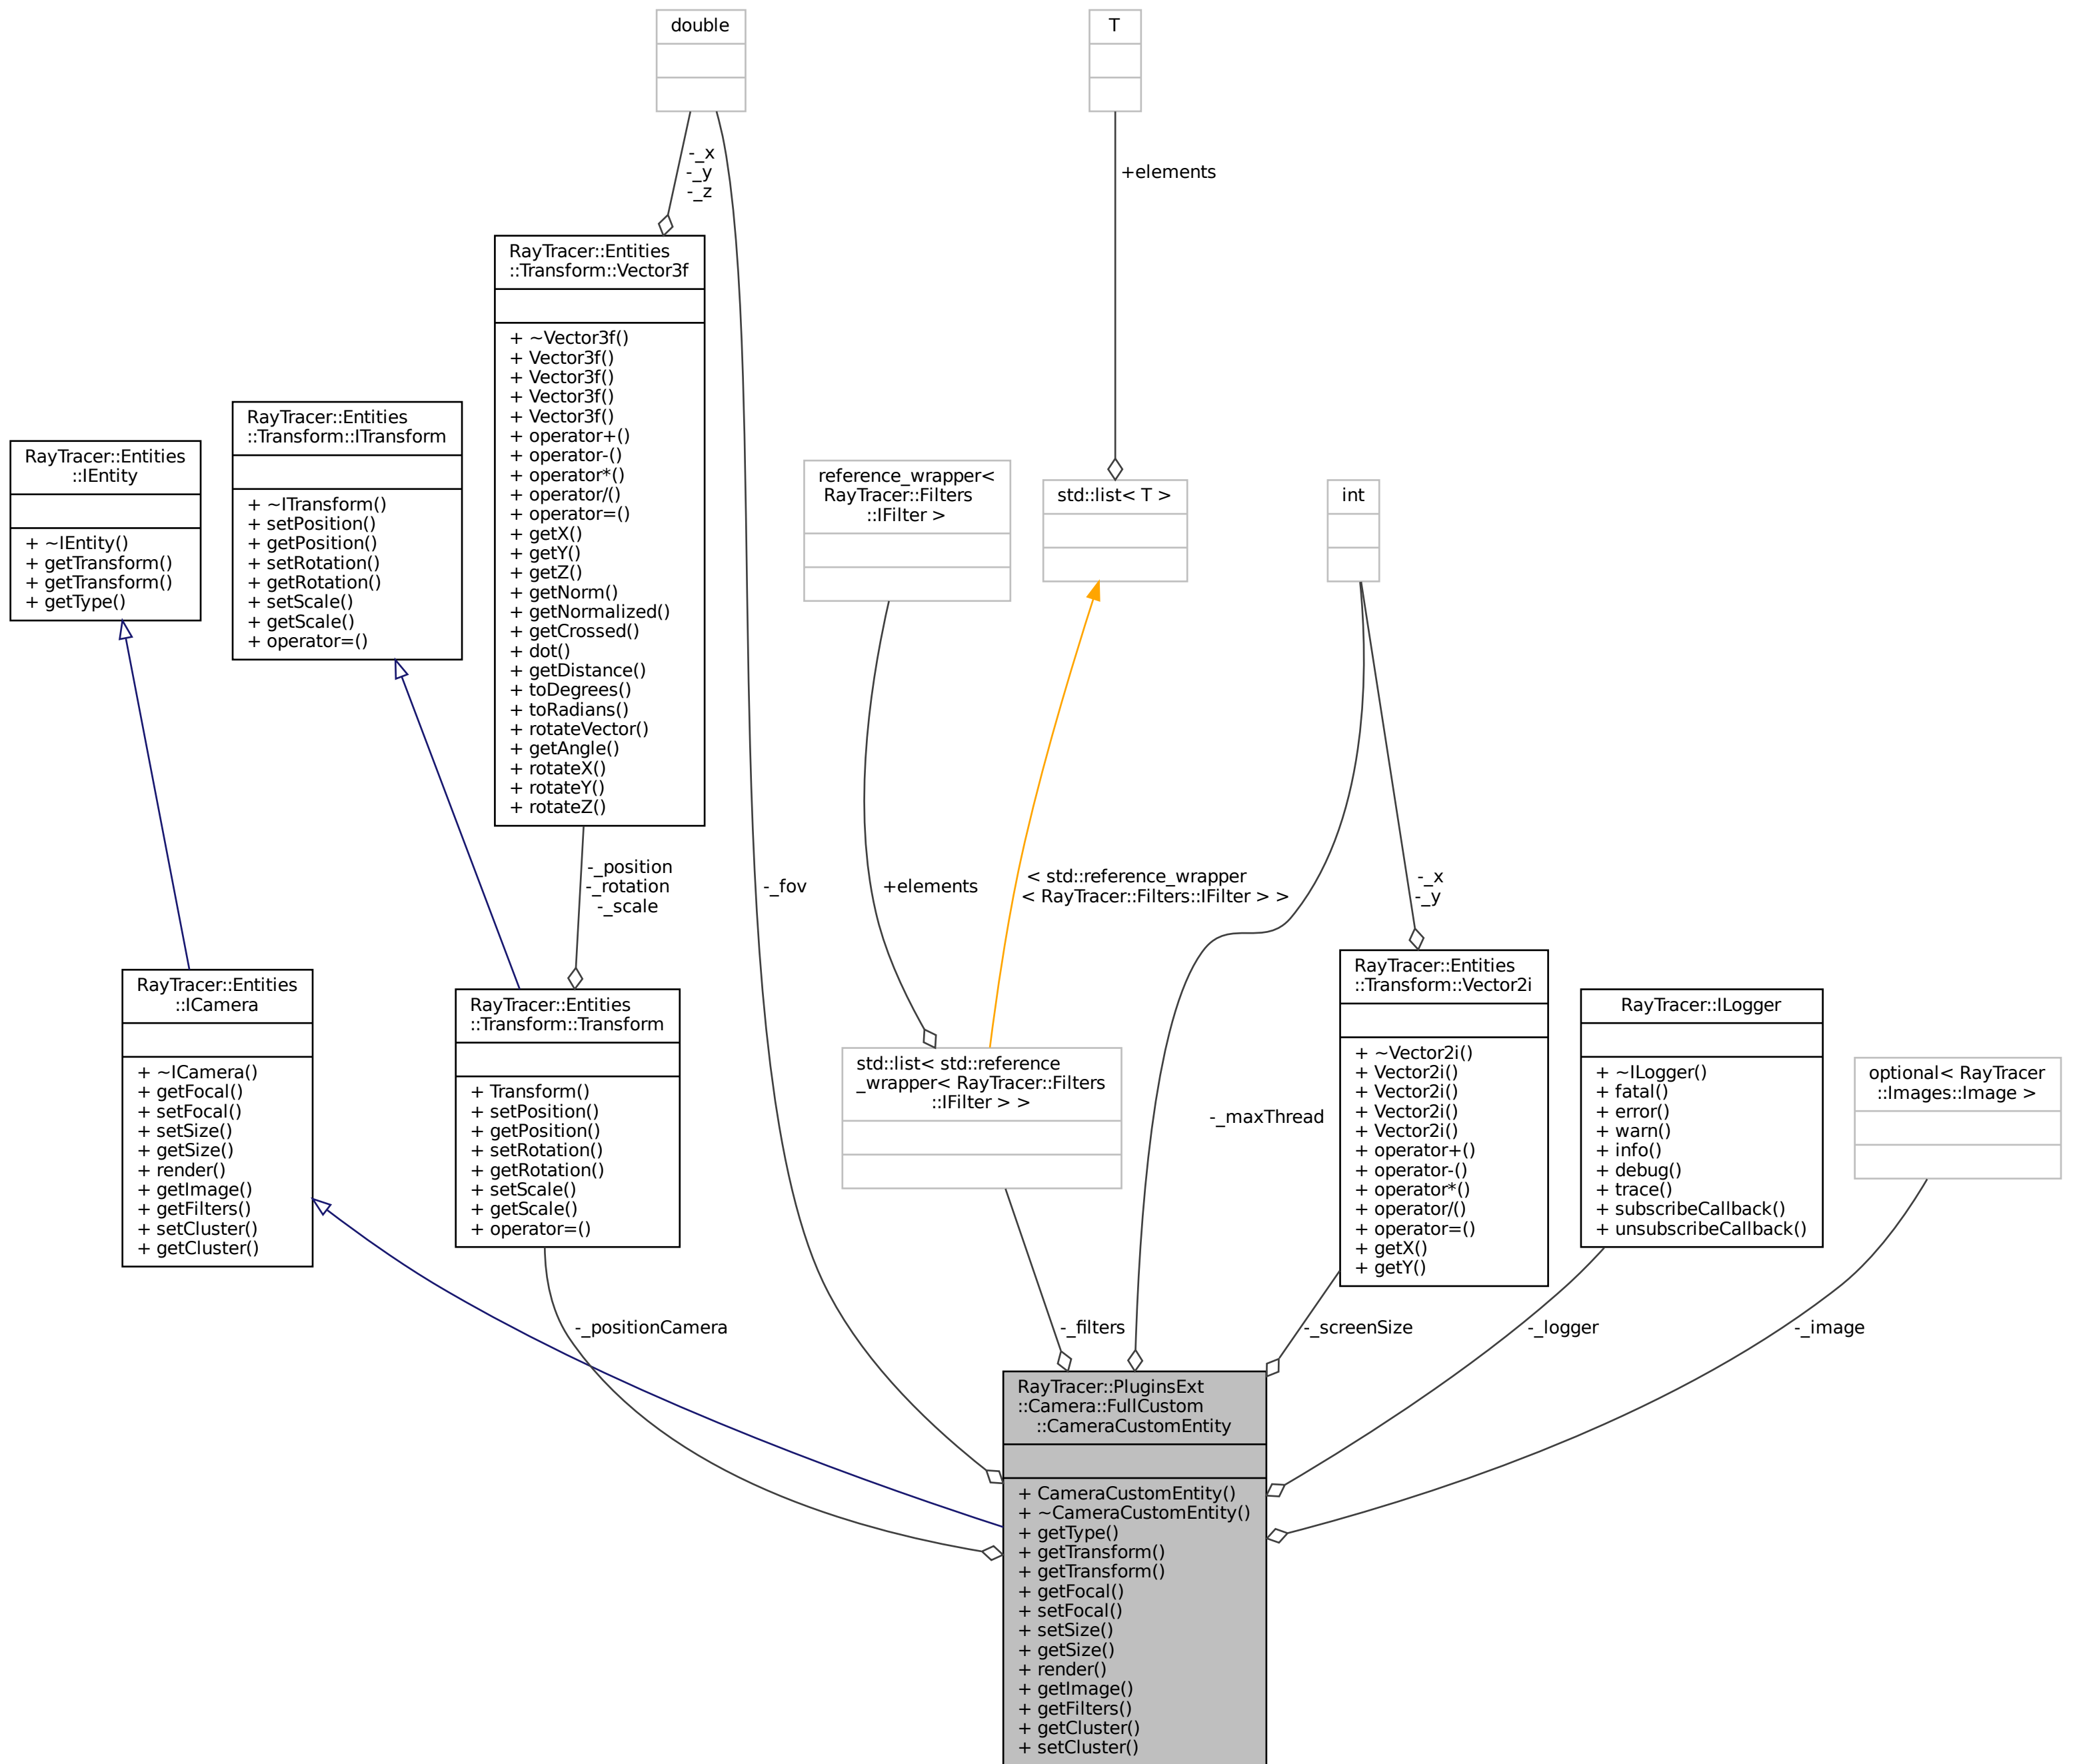 double
T
-_x
-_y
-_z
+elements
RayTracer::Entities
::Transform::Vector3f
+ ~Vector3f()
+ Vector3f()
+ Vector3f()
+ Vector3f()
+ Vector3f()
+ operator+()
+ operator-()
+ operator*()
+ operator/()
+ operator=()
+ getX()
+ getY()
+ getZ()
+ getNorm()
+ getNormalized()
+ getCrossed()
+ dot()
+ getDistance()
+ toDegrees()
+ toRadians()
+ rotateVector()
+ getAngle()
+ rotateX()
+ rotateY()
+ rotateZ()
RayTracer::Entities
::Transform::ITransform
+ ~ITransform()
+ setPosition()
+ getPosition()
+ setRotation()
+ getRotation()
+ setScale()
+ getScale()
+ operator=()
RayTracer::Entities
::IEntity
+ ~IEntity()
+ getTransform()
+ getTransform()
+ getType()
reference_wrapper<
RayTracer::Filters
::IFilter >
std::list< T >
int
-_position
-_rotation
-_scale
-_fov
+elements
< std::reference_wrapper
< RayTracer::Filters::IFilter > >
-_x
-_y
RayTracer::Entities
::ICamera
+ ~ICamera()
+ getFocal()
+ setFocal()
+ setSize()
+ getSize()
+ render()
+ getImage()
+ getFilters()
+ setCluster()
+ getCluster()
RayTracer::Entities
::Transform::Transform
+ Transform()
+ setPosition()
+ getPosition()
+ setRotation()
+ getRotation()
+ setScale()
+ getScale()
+ operator=()
std::list< std::reference
_wrapper< RayTracer::Filters
::IFilter > >
-_maxThread
RayTracer::Entities
::Transform::Vector2i
+ ~Vector2i()
+ Vector2i()
+ Vector2i()
+ Vector2i()
+ Vector2i()
+ operator+()
+ operator-()
+ operator*()
+ operator/()
+ operator=()
+ getX()
+ getY()
RayTracer::ILogger
+ ~ILogger()
+ fatal()
+ error()
+ warn()
+ info()
+ debug()
+ trace()
+ subscribeCallback()
+ unsubscribeCallback()
optional< RayTracer
::Images::Image >
-_positionCamera
-_filters
-_screenSize
-_logger
-_image
RayTracer::PluginsExt
::Camera::FullCustom
::CameraCustomEntity
+ CameraCustomEntity()
+ ~CameraCustomEntity()
+ getType()
+ getTransform()
+ getTransform()
+ getFocal()
+ setFocal()
+ setSize()
+ getSize()
+ render()
+ getImage()
+ getFilters()
+ getCluster()
+ setCluster()